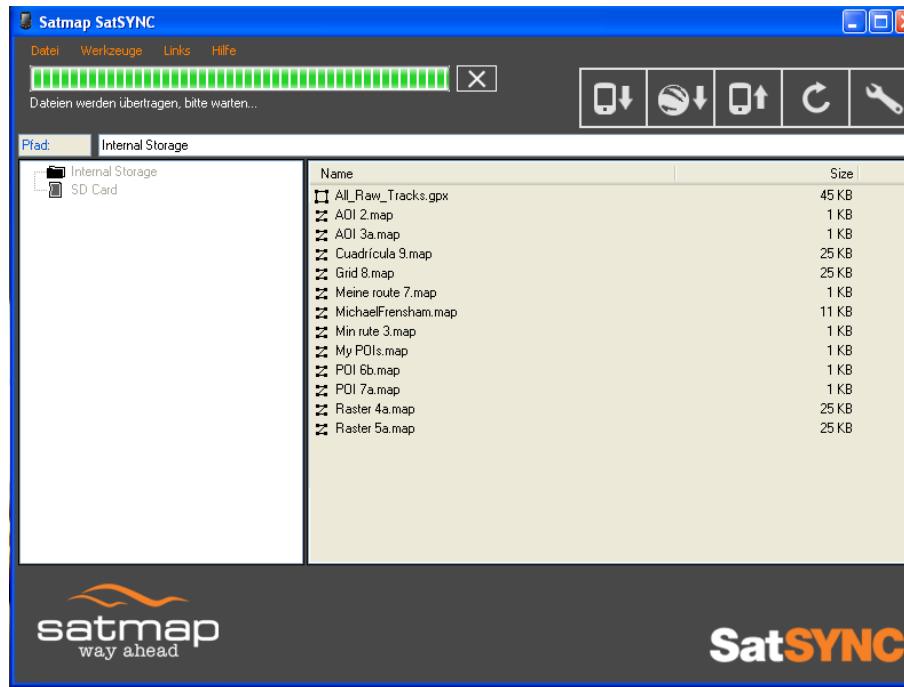 Satmap SatSYNC
Datei Werkzeuge Links Hilfe
Dateien werden übertragen, bitte warten...
Pfad: Internal Storage
Internal Storage
SD Card
Name Size
All_Raw_Tracks.gpx 45 KB
AOI 2.map 1 KB
AOI 3a.map 1 KB
Cuadrícula 9.map 25 KB
Grid 8.map 25 KB
Meine route 7.map 1 KB
MichaelFrensham.map 11 KB
Min rute 3.map 1 KB
My POIs.map 1 KB
POI 6b.map 1 KB
POI 7a.map 1 KB
Raster 4a.map 25 KB
Raster 5a.map 25 KB
satmap
way ahead
SatSYNC